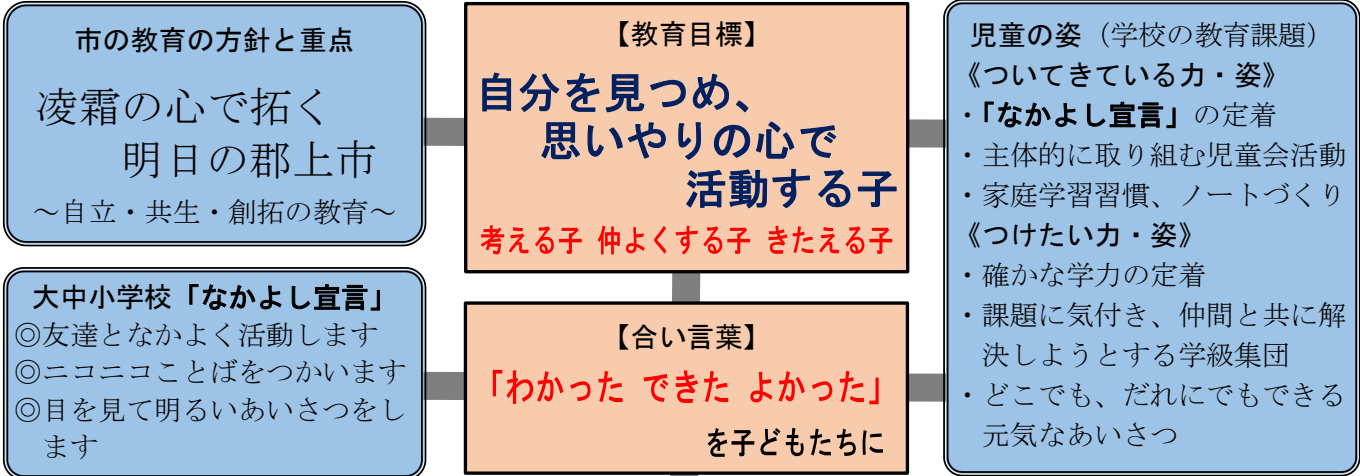 市の教育の方針と重点
凌霜の心で拓く
明日の郡上市
～自立・共生・創拓の教育～
大中小学校「なかよし宣言」
◎友達となかよく活動します
◎ニコニコことばをつかいます
◎目を見て明るいあいさつをし
ます
【教育目標】
自分を見つめ、
思いやりの心で
活動する子
考える子 仲よくする子 きたえる子
【合い言葉】
「わかった できた よかった」
を子どもたちに
児童の姿（学校の教育課題）
《ついてきている力・姿》
・「なかよし宣言」の定着
・主体的に取り組む児童会活動
・家庭学習習慣、ノートづくり
《つけたい力・姿》
・確かな学力の定着
・課題に気付き、仲間と共に解
決しようとする学級集団
・どこでも、だれにでもできる
元気なあいさつ